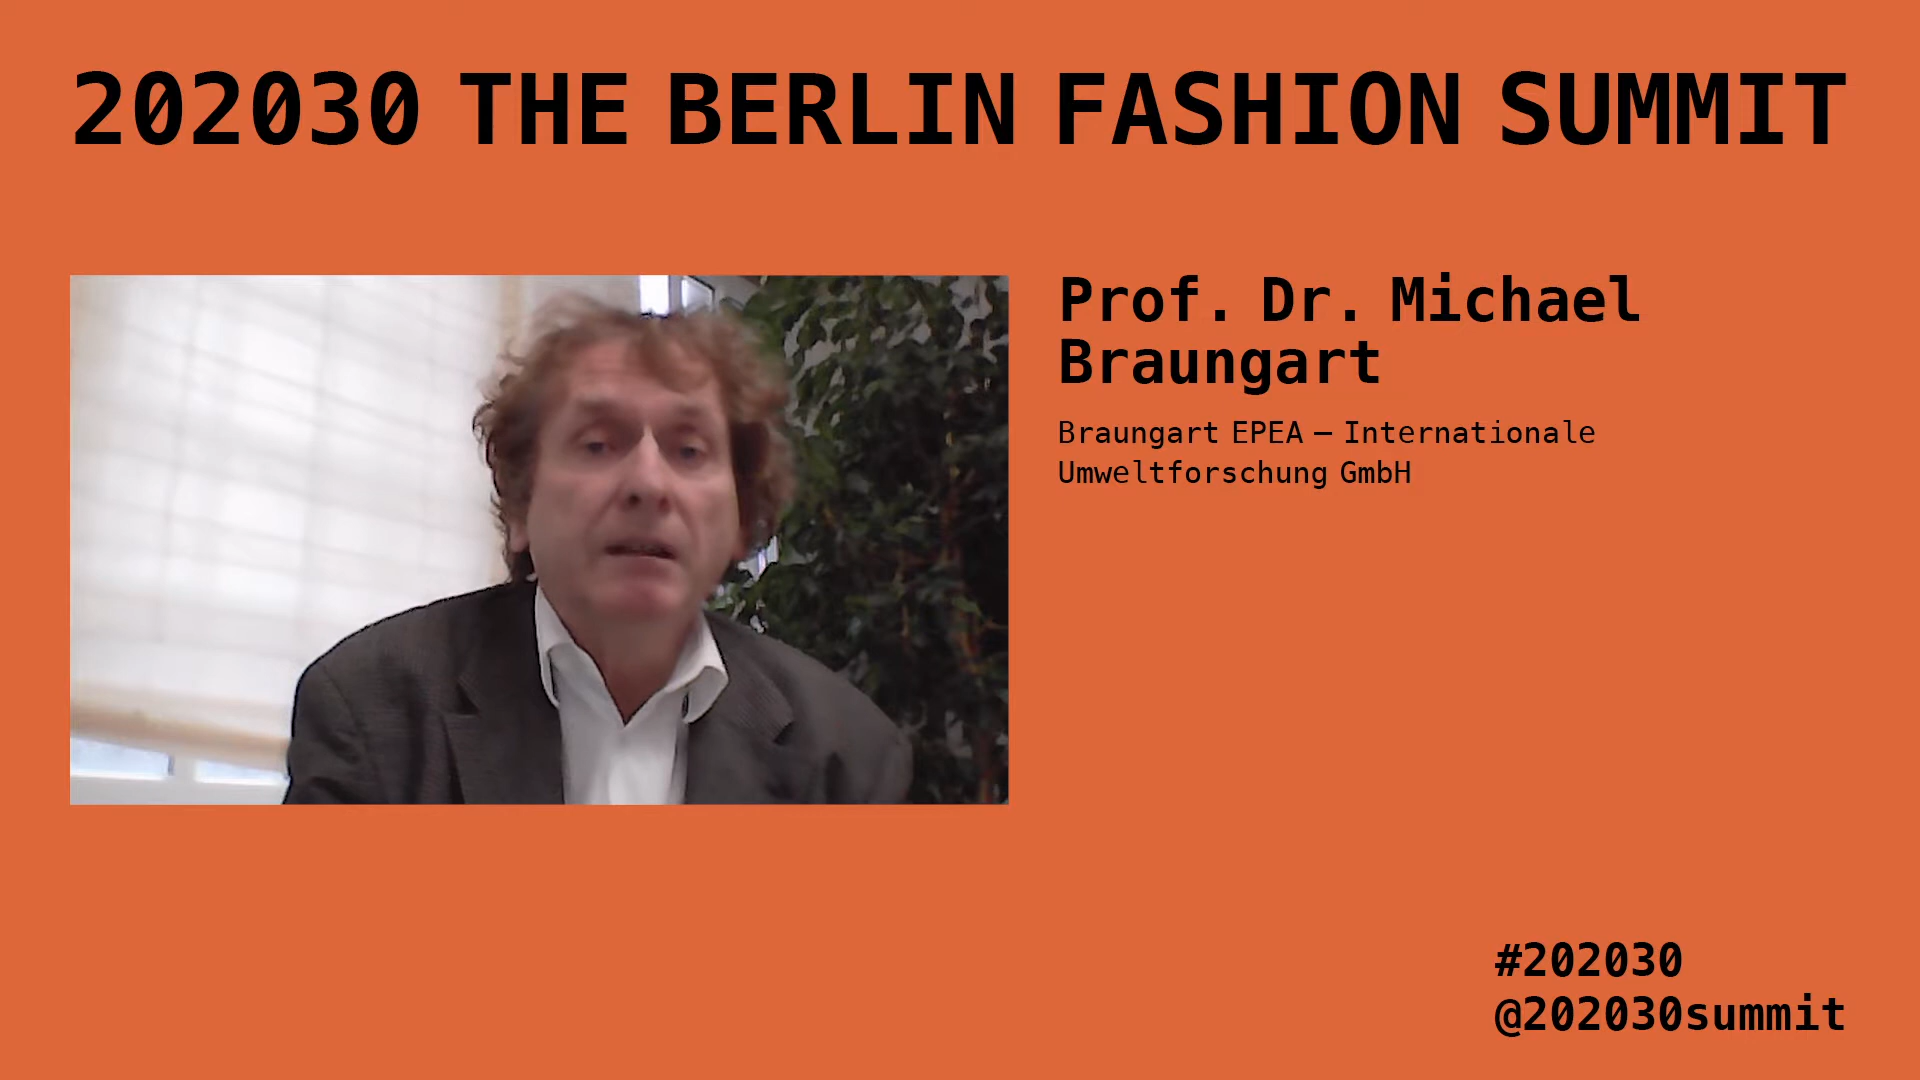 202030 THE BERLIN FASHION SUMMIT
Prof. Dr. Michael
Braungart
Braungart EPEA – Internationale
Umweltforschung GmbH
#202030
@202030summit